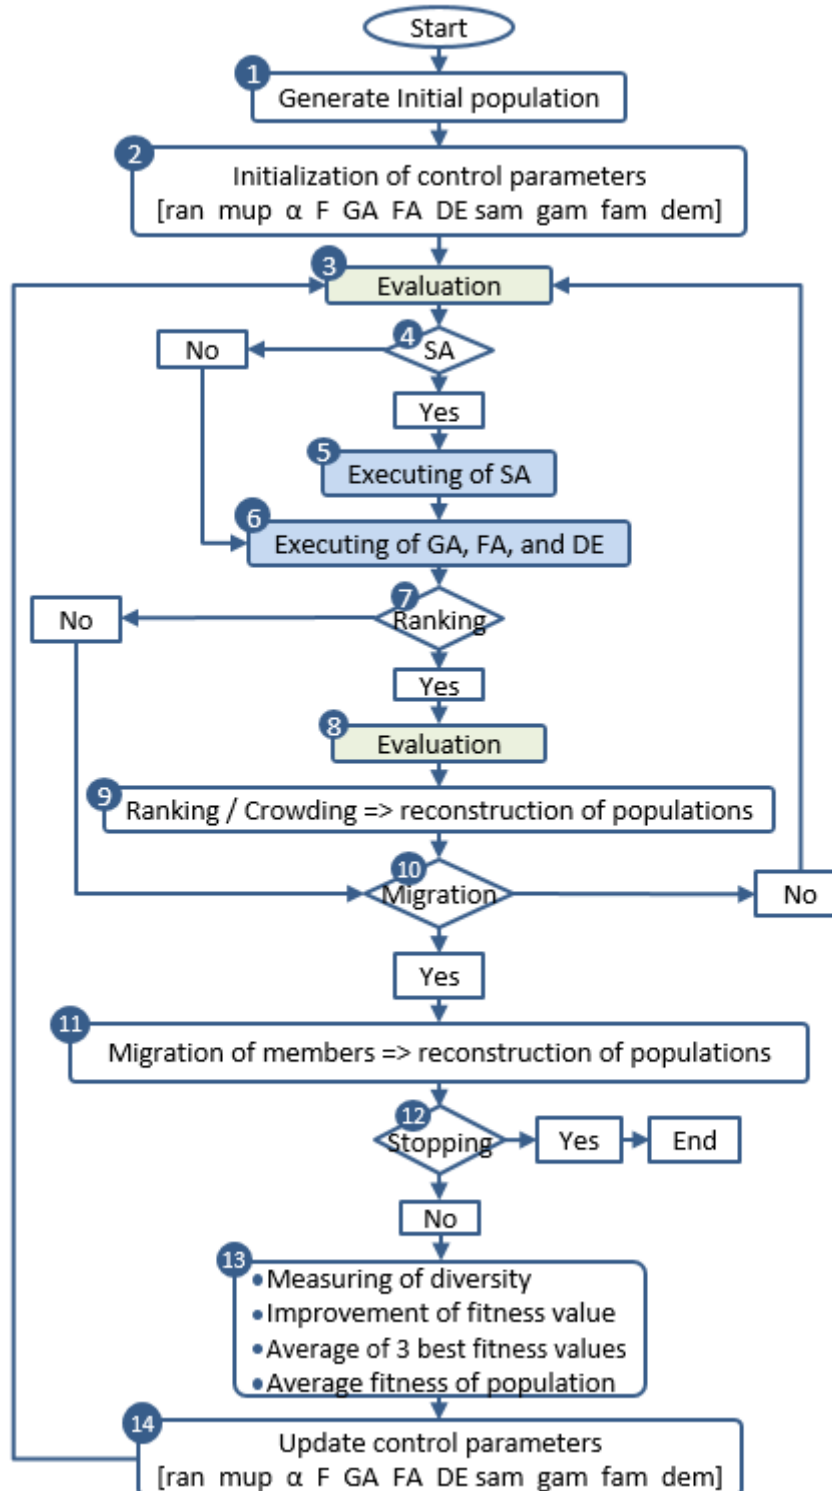 Start
1
Generate Initial population
2
Initialization of control parameters
[ran mup α F GA FA DE sam gam fam dem]
3
Evaluation
4
SA
No
Yes
5
Executing of SA
6
Executing of GA, FA, and DE
7
Ranking
No
Yes
8
Evaluation
9
Ranking / Crowding => reconstruction of populations
10
Migration
No
Yes
11
Migration of members => reconstruction of populations
12
Stopping
Yes
End
No
13
•Measuring of diversity
•Improvement of fitness value
•Average of 3 best fitness values
•Average fitness of population
14
Update control parameters
[ran mup α F GA FA DE sam gam fam dem]